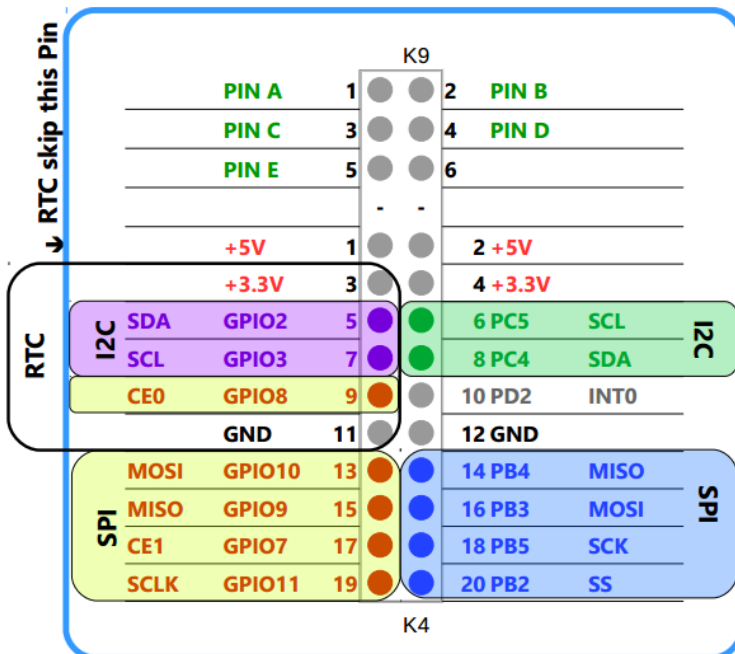 K9
PIN A 1 2 PIN B
PIN C 3 4 PIN D
PIN E 5 6
- -
+5V 1 2 +5V
+3.3V 3 4 +3.3V
SDA GPIO2 5 6 PC5 SCL
SCL GPIO3 7 8 PC4 SDA
CE0 GPIO8 9 10 PD2 INT0
GND 11 12 GND
MOSI GPIO10 13 14 PB4 MISO
MISO GPIO9 15 16 PB3 MOSI
CE1 GPIO7 17 18 PB5 SCK
SCLK GPIO11 19 20 PB2 SS
K4
➔ RTC skip this Pin
RTC
I2C
I2C
SPI
SPI